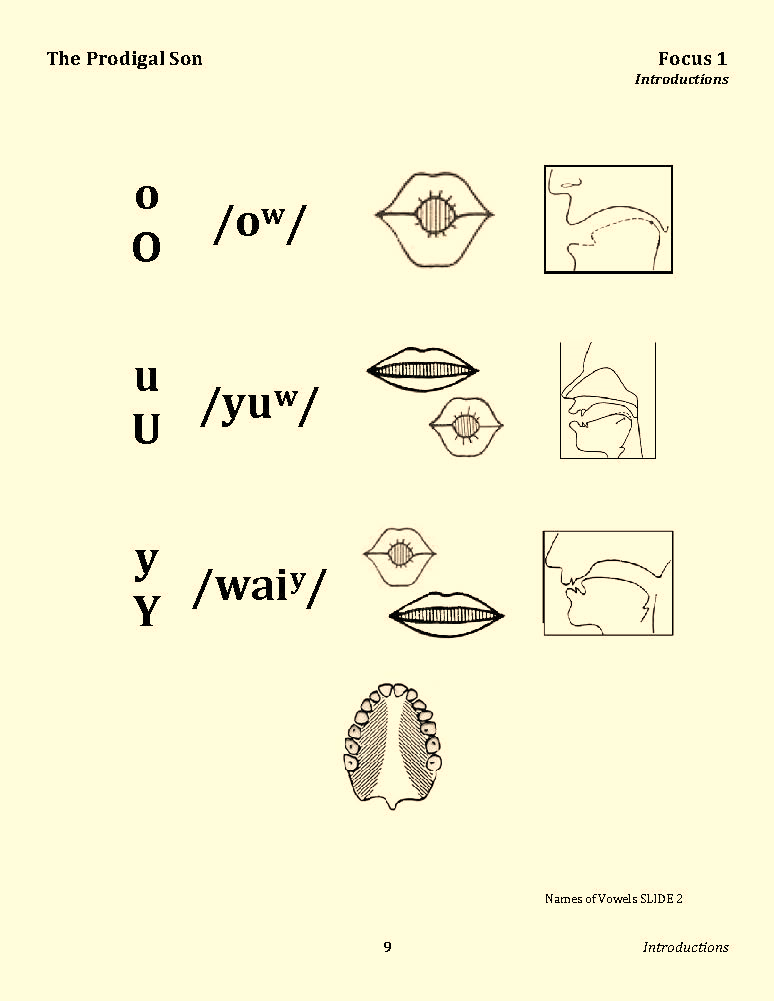 The Prodigal Son Focus 1
Introductions
o
O
/oʷ/
u
U
/yuʷ/
y
Y
/waiʸ/
Names of Vowels SLIDE 2
9 Introductions